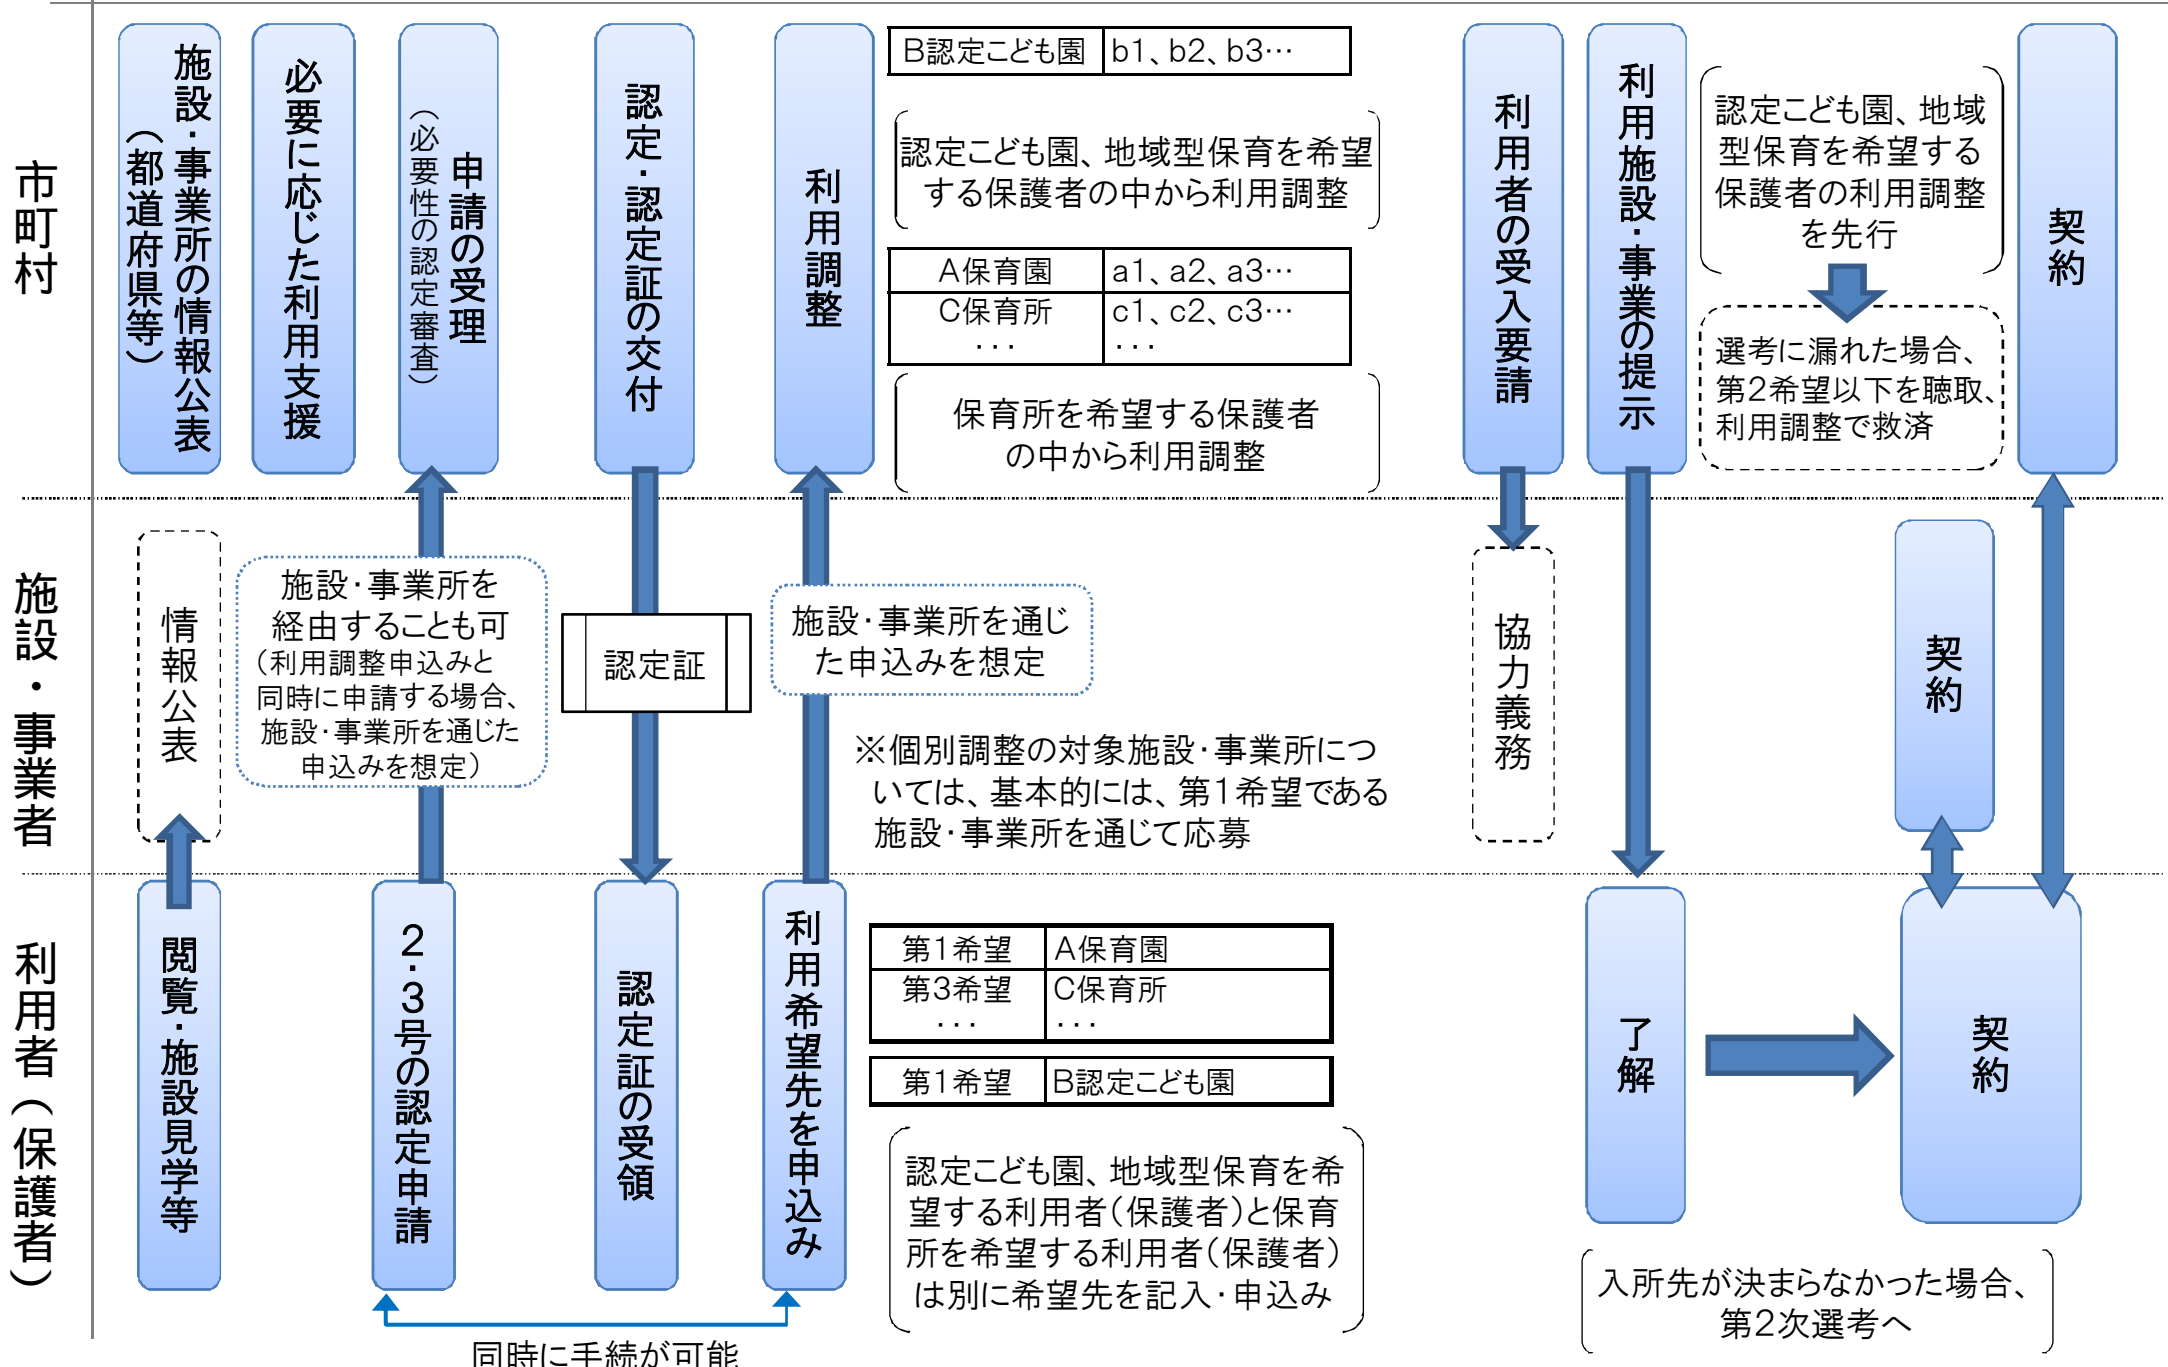 市町村
施設・事業所の情報公表
（都道府県等）
必要に応じた利用支援
申請の受理
（必要性の認定審査）
認定・認定証の交付
利用調整
B認定こども園 b1、b2、b3…
認定こども園、地域型保育を希望
する保護者の中から利用調整
A保育園 a1、a2、a3…
C保育所 c1、c2、c3…
・・・ ・・・
保育所を希望する保護者
の中から利用調整
利用者の受入要請
利用施設・事業の提示
認定こども園、地域
型保育を希望する
保護者の利用調整
を先行
選考に漏れた場合、
第2希望以下を聴取、
利用調整で救済
契約
施設・事業者
情報公表
施設・事業所を
経由することも可
（利用調整申込みと
同時に申請する場合、
施設・事業所を通じた
申込みを想定）
認定証
施設・事業所を通じ
た申込みを想定
※個別調整の対象施設・事業所につ
いては、基本的には、第1希望である
施設・事業所を通じて応募
協力義務
契約
利用者（保護者）
閲覧・施設見学等
2・3号の認定申請
認定証の受領
利用希望先を申込み
第1希望 A保育園
第3希望 C保育所
・・・ ・・・
第1希望 B認定こども園
認定こども園、地域型保育を希
望する利用者（保護者）と保育
所を希望する利用者（保護者）
は別に希望先を記入・申込み
了解
契約
入所先が決まらなかった場合、
第2次選考へ
同時に手続が可能